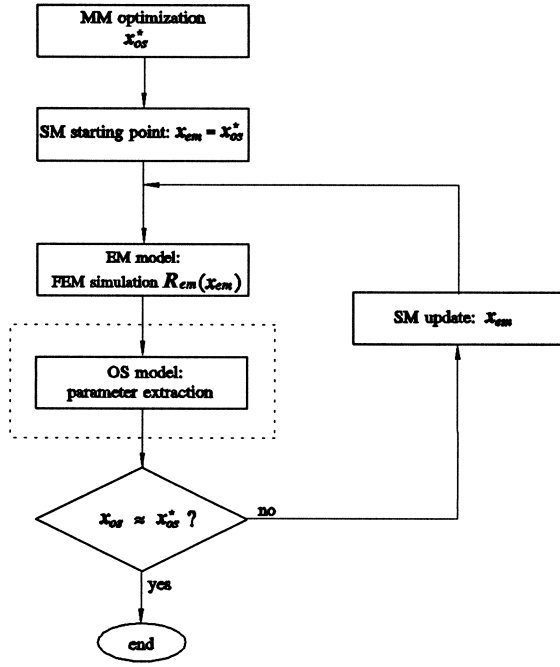 MM optimization
x*os
SM starting point: xem = x*os
EM model:
FEM simulation Rem(xem)
SM update: xem
OS model:
parameter extraction
xos ≈ x*os ?
no
yes
end